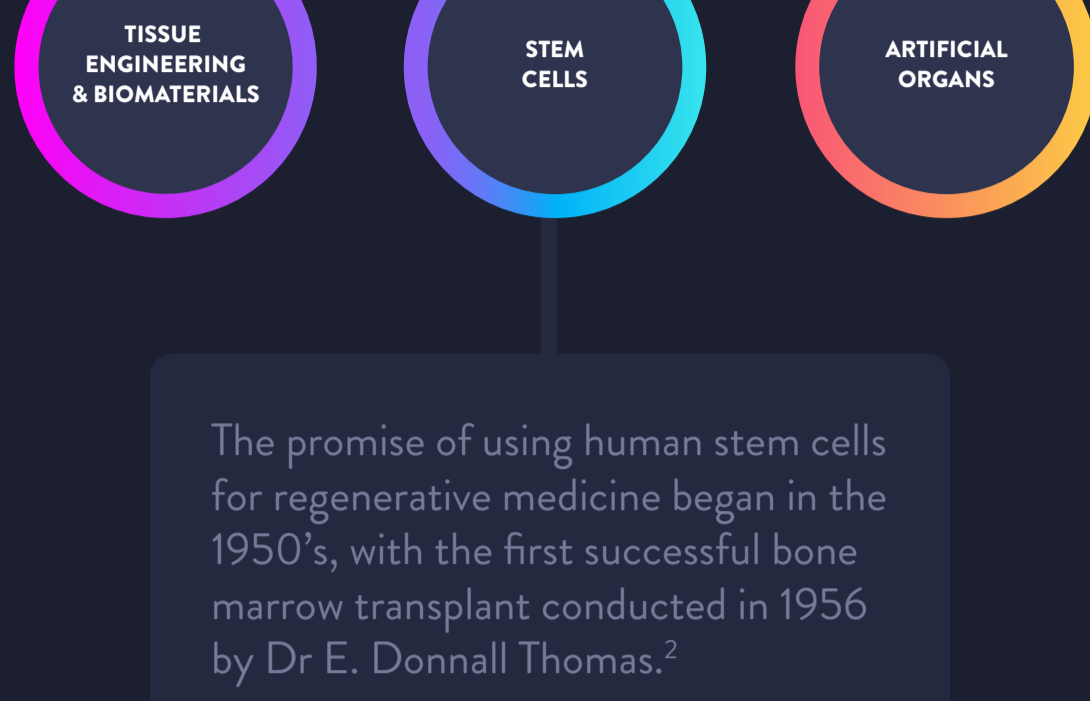 TISSUE
ENGINEERING
& BIOMATERIALS
STEM
CELLS
ARTIFICIAL
ORGANS
The promise of using human stem cells
for regenerative medicine began in the
1950’s, with the first successful bone
marrow transplant conducted in 1956
by Dr E. Donnall Thomas.²